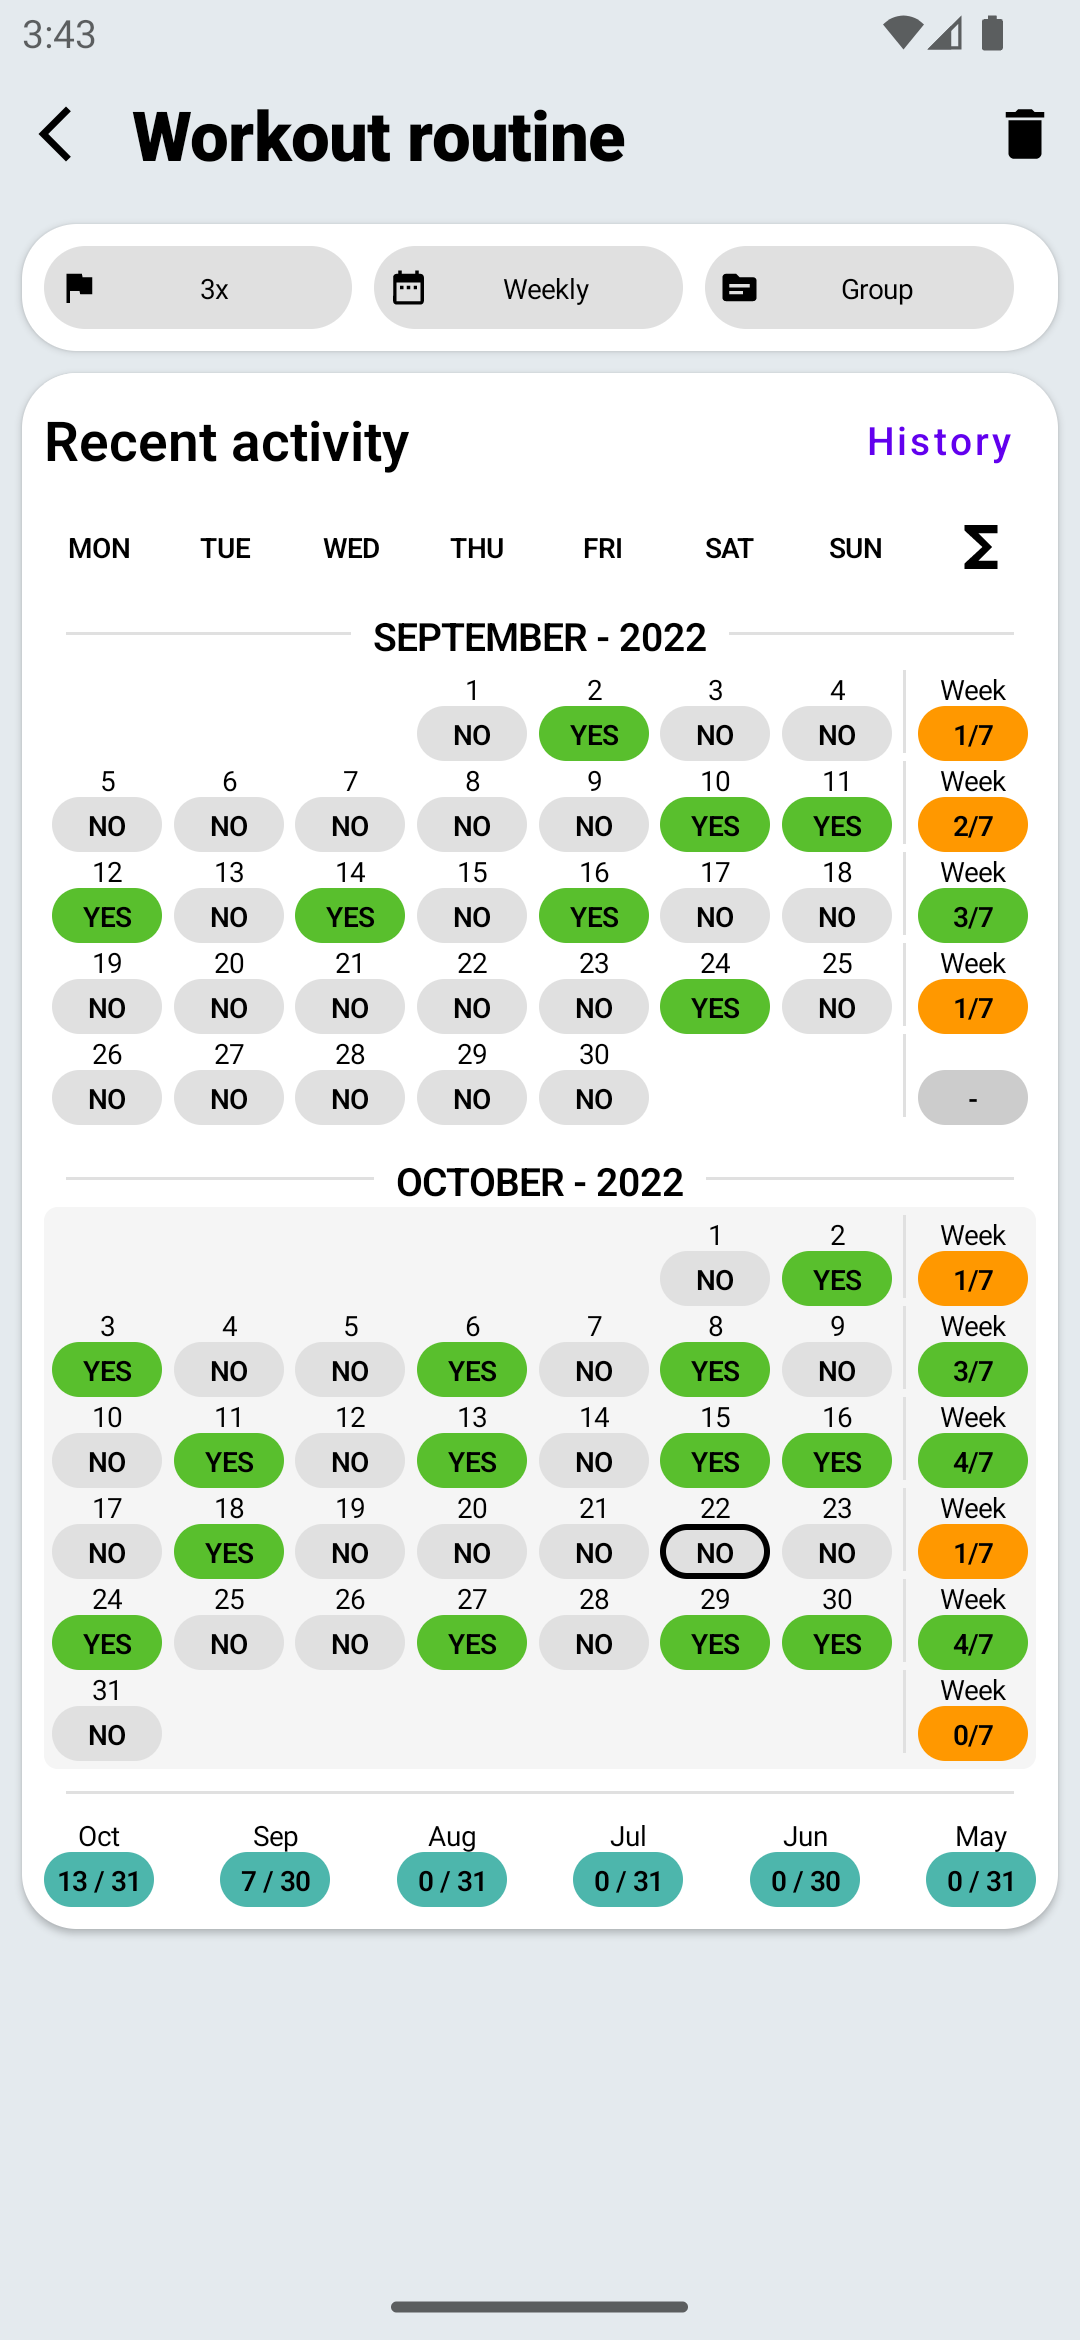 3:43
Workout routine
3x Weekly Group
Recent activity History
MON TUE WED THU FRI SAT SUN Σ
SEPTEMBER - 2022
1 2 3 4 Week
NO YES NO NO 1/7
5 6 7 8 9 10 11 Week
NO NO NO NO NO YES YES 2/7
12 13 14 15 16 17 18 Week
YES NO YES NO YES NO NO 3/7
19 20 21 22 23 24 25 Week
NO NO NO NO NO YES NO 1/7
26 27 28 29 30
NO NO NO NO NO -
OCTOBER - 2022
1 2 Week
NO YES 1/7
3 4 5 6 7 8 9 Week
YES NO NO YES NO YES NO 3/7
10 11 12 13 14 15 16 Week
NO YES NO YES NO YES YES 4/7
17 18 19 20 21 22 23 Week
NO YES NO NO NO NO NO 1/7
24 25 26 27 28 29 30 Week
YES NO NO YES NO YES YES 4/7
31 Week
NO 0/7
Oct Sep Aug Jul Jun May
13 / 31 7 / 30 0 / 31 0 / 31 0 / 30 0 / 31